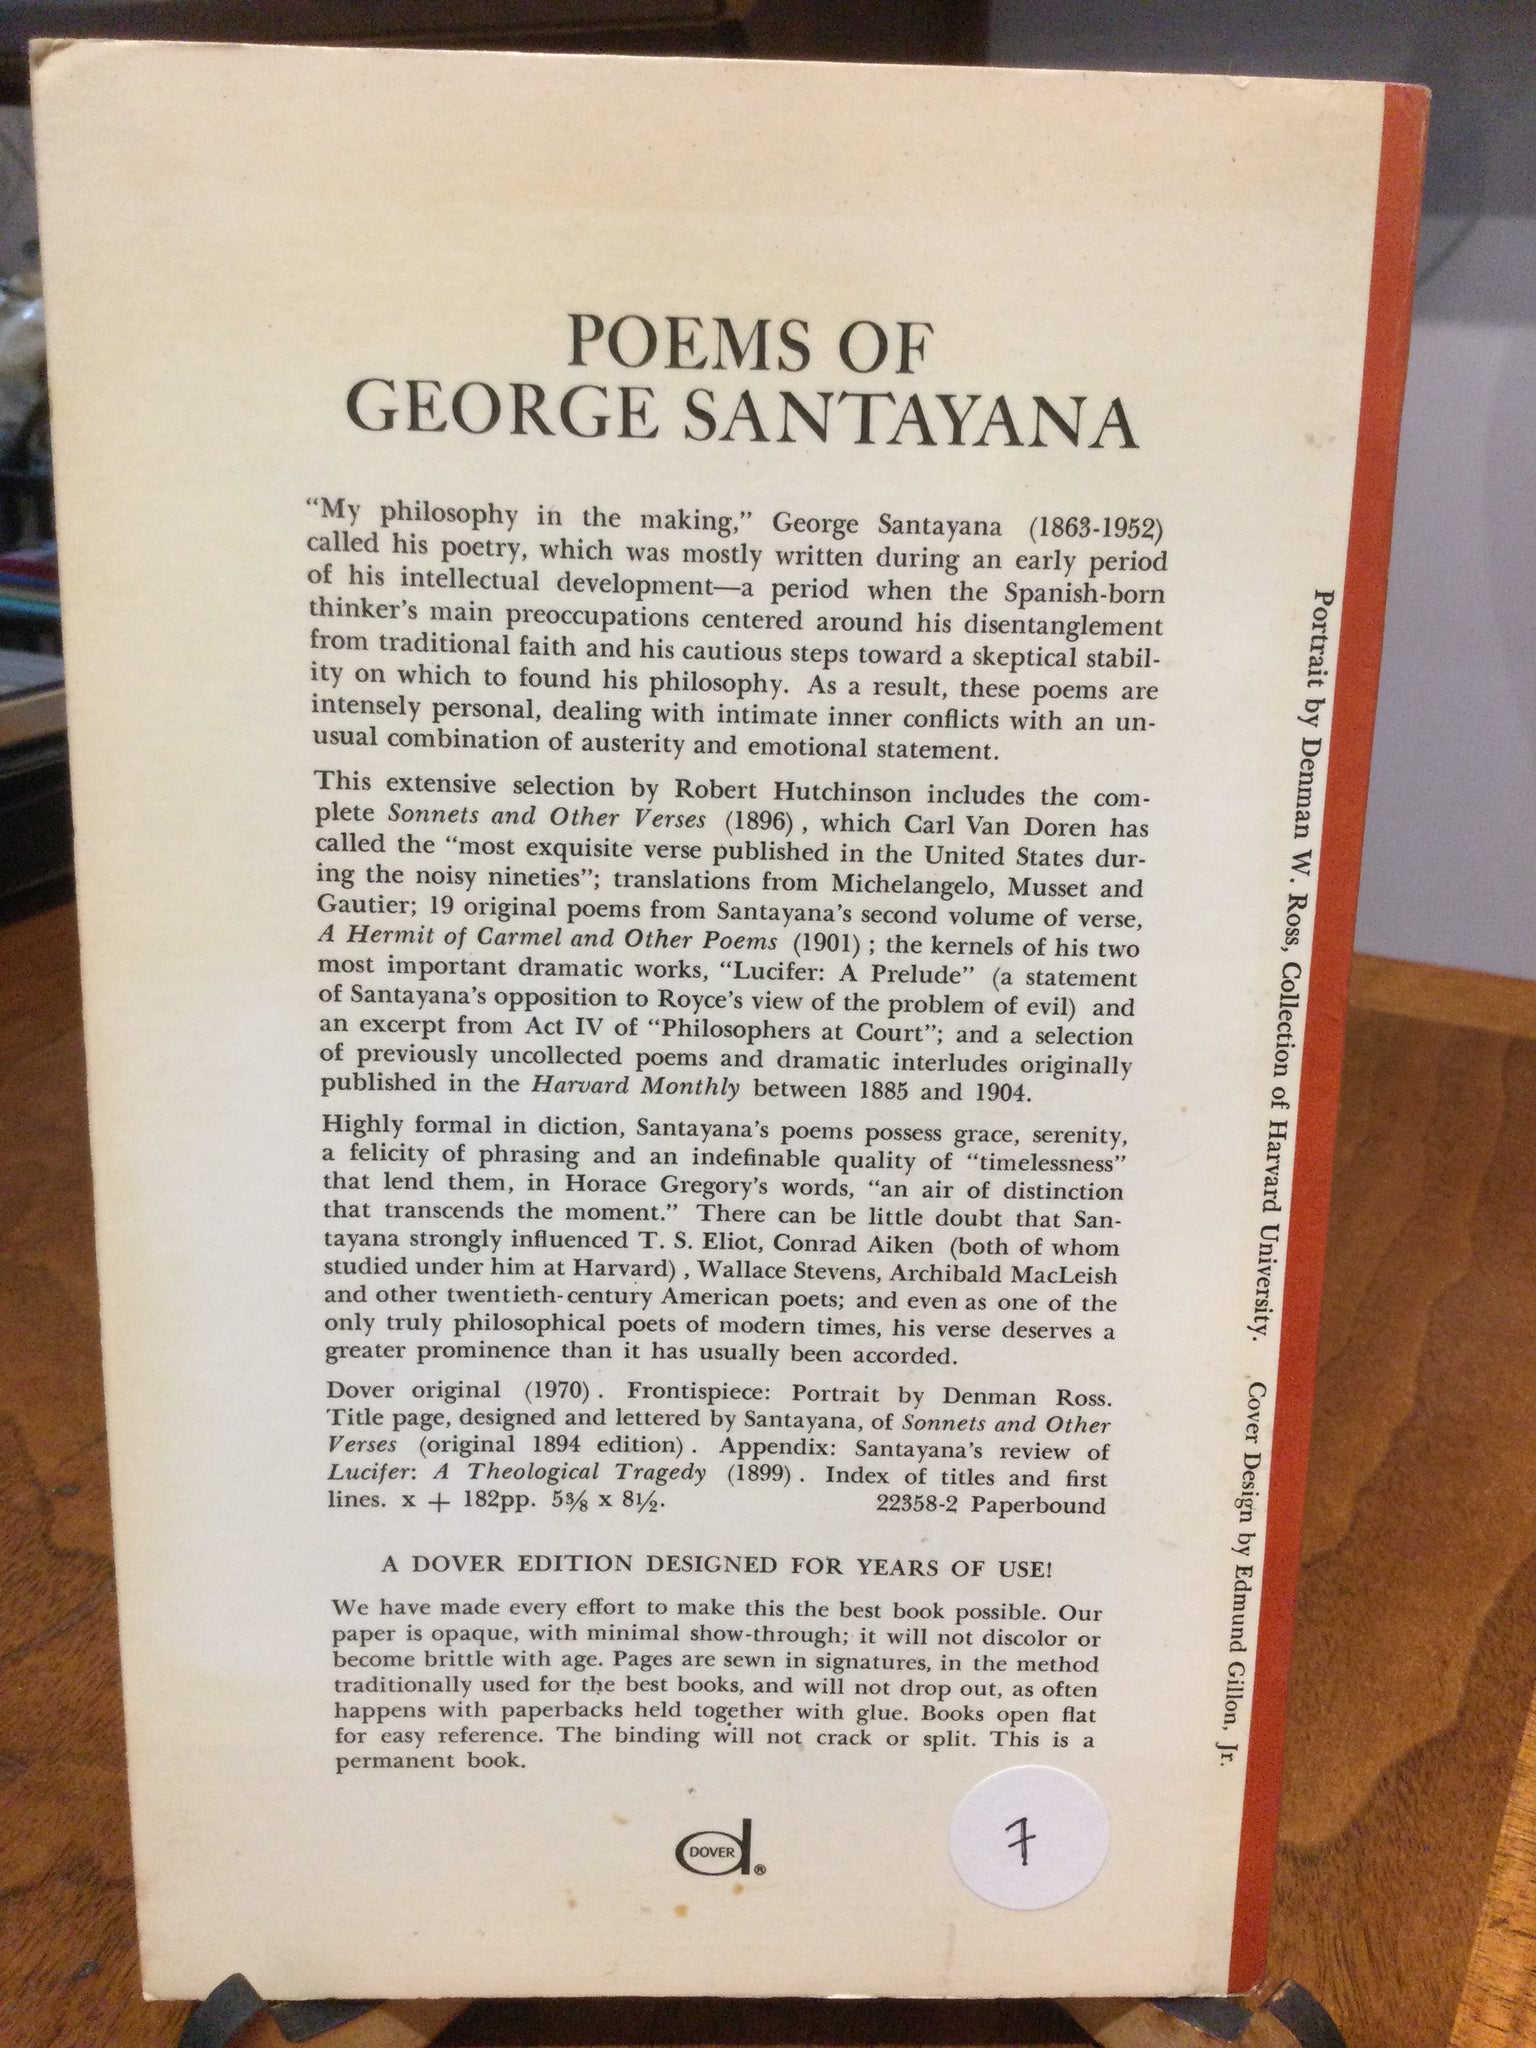 POEMS OF
GEORGE SANTAYANA
“My philosophy in the making,” George Santayana (1863-1952)
called his poetry, which was mostly written during an early period
of his intellectual development—a period when the Spanish-born
thinker’s main preoccupations centered around his disentanglement
from traditional faith and his cautious steps toward a skeptical stabil-
ity on which to found his philosophy. As a result, these poems are
intensely personal, dealing with intimate inner conflicts with an un-
usual combination of austerity and emotional statement.
This extensive selection by Robert Hutchinson includes the com-
plete Sonnets and Other Verses (1896), which Carl Van Doren has
called the “most exquisite verse published in the United States dur-
ing the noisy nineties”; translations from Michelangelo, Musset and
Gautier; 19 original poems from Santayana’s second volume of verse,
A Hermit of Carmel and Other Poems (1901); the kernels of his two
most important dramatic works, “Lucifer: A Prelude” (a statement
of Santayana’s opposition to Royce’s view of the problem of evil) and
an excerpt from Act IV of “Philosophers at Court”; and a selection
of previously uncollected poems and dramatic interludes originally
published in the Harvard Monthly between 1885 and 1904.
Highly formal in diction, Santayana’s poems possess grace, serenity,
a felicity of phrasing and an indefinable quality of “timelessness”
that lend them, in Horace Gregory’s words, “an air of distinction
that transcends the moment.” There can be little doubt that San-
tayana strongly influenced T. S. Eliot, Conrad Aiken (both of whom
studied under him at Harvard), Wallace Stevens, Archibald MacLeish
and other twentieth-century American poets; and even as one of the
only truly philosophical poets of modern times, his verse deserves a
greater prominence than it has usually been accorded.
Dover original (1970). Frontispiece: Portrait by Denman Ross.
Title page, designed and lettered by Santayana, of Sonnets and Other
Verses (original 1894 edition). Appendix: Santayana’s review of
Lucifer: A Theological Tragedy (1899). Index of titles and first
lines. x + 182pp. 5⅜ x 8½. 22358-2 Paperbound
A DOVER EDITION DESIGNED FOR YEARS OF USE!
We have made every effort to make this the best book possible. Our
paper is opaque, with minimal show-through; it will not discolor or
become brittle with age. Pages are sewn in signatures, in the method
traditionally used for the best books, and will not drop out, as often
happens with paperbacks held together with glue. Books open flat
for easy reference. The binding will not crack or split. This is a
permanent book.
DOVER ®
7
Portrait by Denman W. Ross, Collection of Harvard University. Cover Design by Edmund Gillon, Jr.